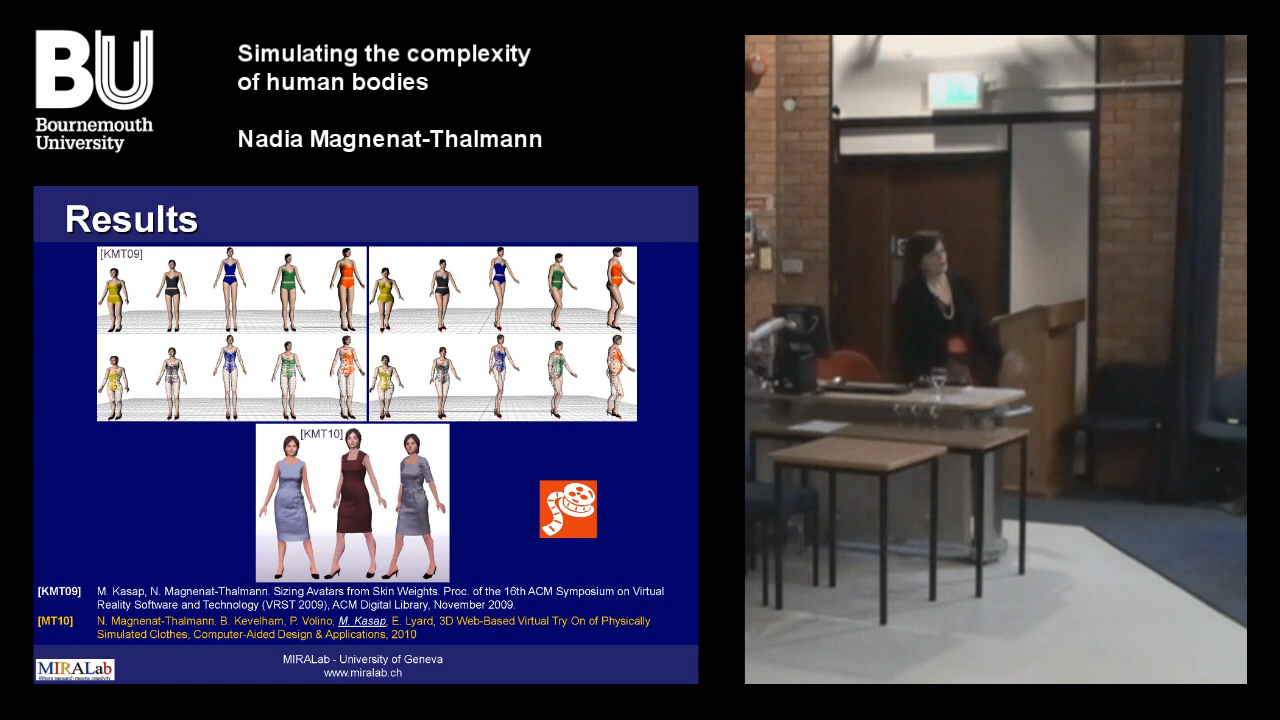 BU
Bournemouth
University
Simulating the complexity
of human bodies
Nadia Magnenat-Thalmann
Results
[KMT09]
[KMT10]
[KMT09] M. Kasap, N. Magnenat-Thalmann. Sizing Avatars from Skin Weights. Proc. of the 16th ACM Symposium on Virtual
Reality Software and Technology (VRST 2009), ACM Digital Library, November 2009.
[MT10] N. Magnenat-Thalmann. B. Kevelham, P. Volino, M. Kasap, E. Lyard, 3D Web-Based Virtual Try On of Physically
Simulated Clothes, Computer-Aided Design & Applications, 2010
MIRALab
MIRALab - University of Geneva
www.miralab.ch